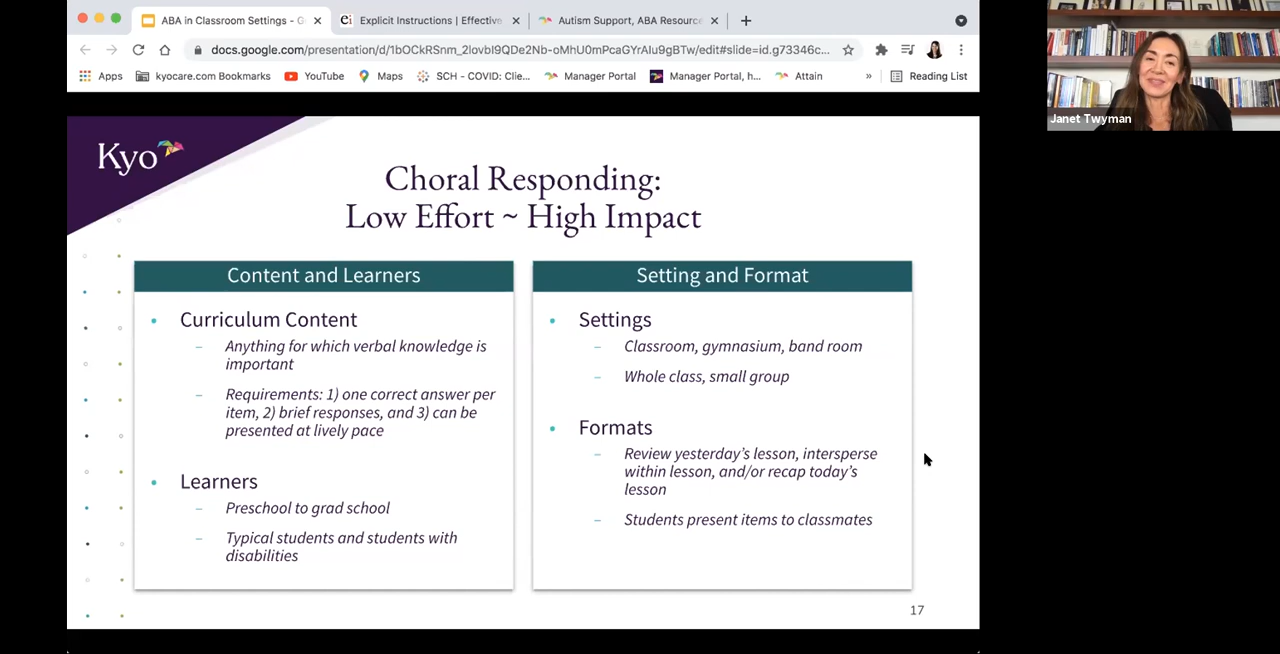 ABA in Classroom Settings - G
Explicit Instructions | Effective
Autism Support, ABA Resource
docs.google.com/presentation/d/1bOCkRSnm_2lovbI9QDe2Nb-oMhU0mPcaGYrAlu9gBTw/edit#slide=id.g73346c...
Apps
kyocare.com Bookmarks
YouTube
Maps
SCH - COVID: Clie...
Manager Portal
Manager Portal, h...
Attain
»
Reading List
Janet Twyman
Kyo
Choral Responding:
Low Effort ~ High Impact
Content and Learners
• Curriculum Content
– Anything for which verbal knowledge is
important
– Requirements: 1) one correct answer per
item, 2) brief responses, and 3) can be
presented at lively pace
• Learners
– Preschool to grad school
– Typical students and students with
disabilities
Setting and Format
• Settings
– Classroom, gymnasium, band room
– Whole class, small group
• Formats
– Review yesterday's lesson, intersperse
within lesson, and/or recap today's
lesson
– Students present items to classmates
17